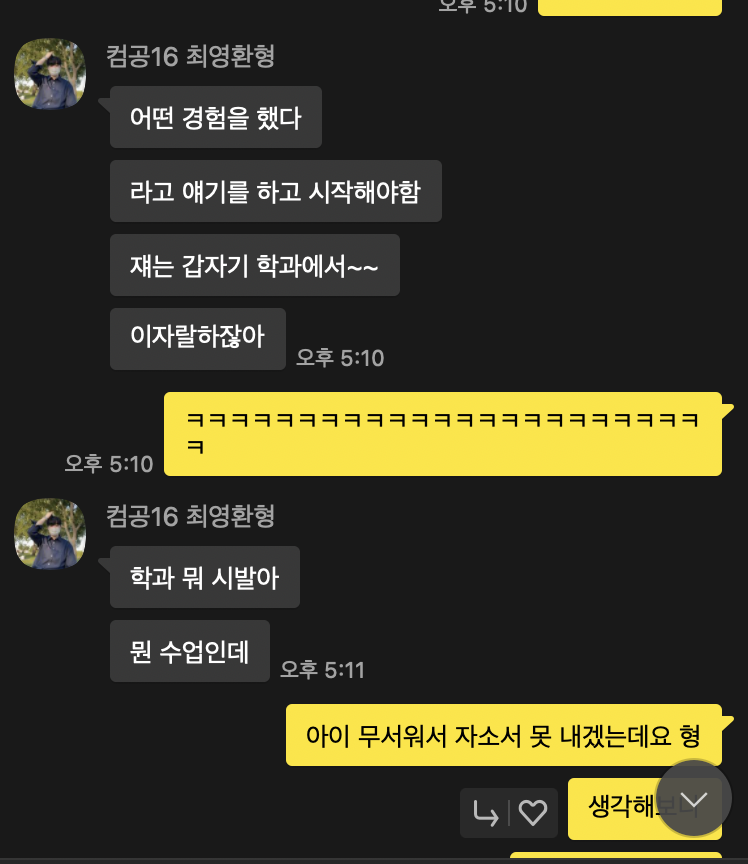 오후 5:10
컴공16 최영환형
어떤 경험을 했다
라고 얘기를 하고 시작해야함
쟤는 갑자기 학과에서~~
이자랄하잖아
오후 5:10
ㅋㅋㅋㅋㅋㅋㅋㅋㅋㅋㅋㅋㅋㅋㅋㅋㅋㅋㅋㅋㅋㅋㅋ
ㅋ
오후 5:10
컴공16 최영환형
학과 뭐 시발아
뭔 수업인데
오후 5:11
아이 무서워서 자소서 못 내겠는데요 형
생각해보니